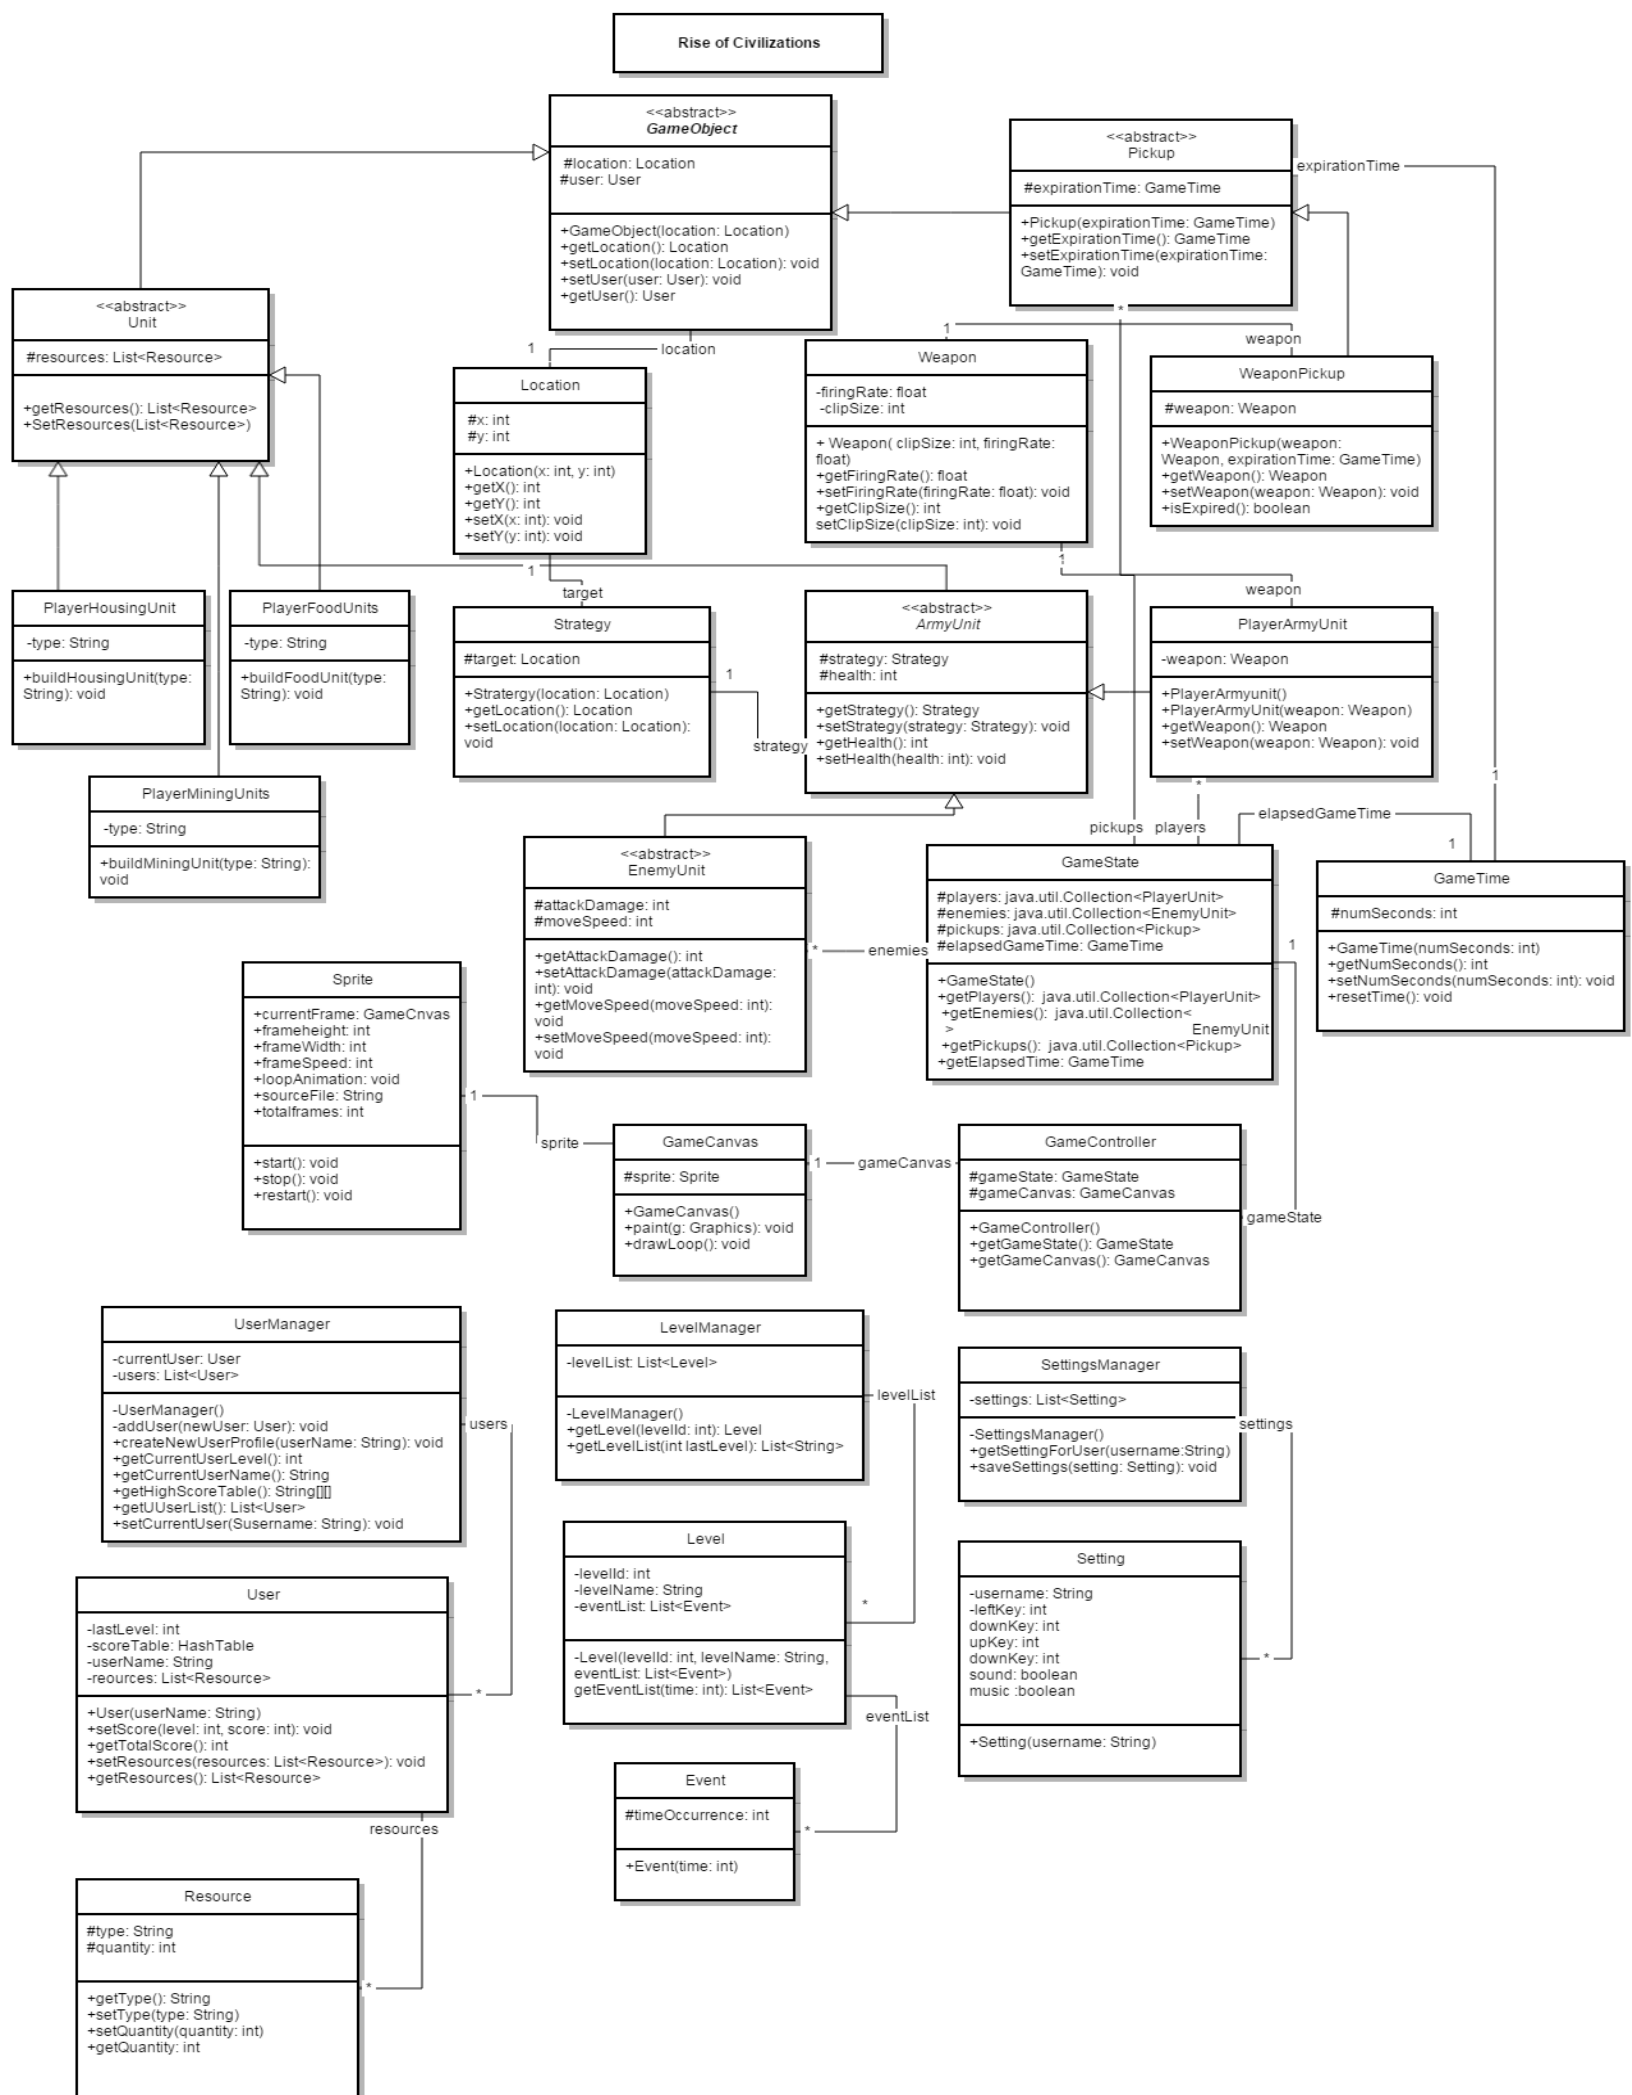 Rise of Civilizations
<<abstract>>
GameObject
#location: Location
#user: User
+GameObject(location: Location)
+getLocation(): Location
+setLocation(location: Location): void
+setUser(user: User): void
+getUser(): User
<<abstract>>
Pickup
#expirationTime: GameTime
+Pickup(expirationTime: GameTime)
+getExpirationTime(): GameTime
+setExpirationTime(expirationTime:
GameTime): void
expirationTime
<<abstract>>
Unit
#resources: List<Resource>
+getResources(): List<Resource>
+SetResources(List<Resource>)
1
location
Location
#x: int
#y: int
+Location(x: int, y: int)
+getX(): int
+getY(): int
+setX(x: int): void
+setY(y: int): void
1
weapon
*
Weapon
-firingRate: float
-clipSize: int
+ Weapon( clipSize: int, firingRate:
float)
+getFiringRate(): float
+setFiringRate(firingRate: float): void
+getClipSize(): int
setClipSize(clipSize: int): void
WeaponPickup
#weapon: Weapon
+WeaponPickup(weapon:
Weapon, expirationTime: GameTime)
+getWeapon(): Weapon
+setWeapon(weapon: Weapon): void
+isExpired(): boolean
1
target
1
weapon
PlayerHousingUnit
-type: String
+buildHousingUnit(type:
String): void
PlayerFoodUnits
-type: String
+buildFoodUnit(type:
String): void
Strategy
#target: Location
+Stratergy(location: Location)
+getLocation(): Location
+setLocation(location: Location):
void
1
strategy
<<abstract>>
ArmyUnit
#strategy: Strategy
#health: int
+getStrategy(): Strategy
+setStrategy(strategy: Strategy): void
+getHealth(): int
+setHealth(health: int): void
PlayerArmyUnit
-weapon: Weapon
+PlayerArmyunit()
+PlayerArmyUnit(weapon: Weapon)
+getWeapon(): Weapon
+setWeapon(weapon: Weapon): void
PlayerMiningUnits
-type: String
+buildMiningUnit(type: String):
void
*
pickups
players
elapsedGameTime
1
1
<<abstract>>
EnemyUnit
#attackDamage: int
#moveSpeed: int
+getAttackDamage(): int
+setAttackDamage(attackDamage:
int): void
+getMoveSpeed(moveSpeed: int):
void
+setMoveSpeed(moveSpeed: int):
void
*
enemies
GameState
#players: java.util.Collection<PlayerUnit>
#enemies: java.util.Collection<EnemyUnit>
#pickups: java.util.Collection<Pickup>
#elapsedGameTime: GameTime
+GameState()
+getPlayers(): java.util.Collection<PlayerUnit>
+getEnemies(): java.util.Collection<
> EnemyUnit
+getPickups(): java.util.Collection<Pickup>
+getElapsedTime: GameTime
1
GameTime
#numSeconds: int
+GameTime(numSeconds: int)
+getNumSeconds(): int
+setNumSeconds(numSeconds: int): void
+resetTime(): void
Sprite
+currentFrame: GameCnvas
+frameheight: int
+frameWidth: int
+frameSpeed: int
+loopAnimation: void
+sourceFile: String
+totalframes: int
+start(): void
+stop(): void
+restart(): void
1
sprite
GameCanvas
#sprite: Sprite
+GameCanvas()
+paint(g: Graphics): void
+drawLoop(): void
1
gameCanvas
GameController
#gameState: GameState
#gameCanvas: GameCanvas
+GameController()
+getGameState(): GameState
+getGameCanvas(): GameCanvas
gameState
UserManager
-currentUser: User
-users: List<User>
-UserManager()
-addUser(newUser: User): void
+createNewUserProfile(userName: String): void
+getCurrentUserLevel(): int
+getCurrentUserName(): String
+getHighScoreTable(): String[][]
+getUUserList(): List<User>
+setCurrentUser(Susername: String): void
users
LevelManager
-levelList: List<Level>
-LevelManager()
+getLevel(levelId: int): Level
+getLevelList(int lastLevel): List<String>
levelList
SettingsManager
-settings: List<Setting>
-SettingsManager()
+getSettingForUser(username:String)
+saveSettings(setting: Setting): void
settings
User
-lastLevel: int
-scoreTable: HashTable
-userName: String
-reources: List<Resource>
+User(userName: String)
+setScore(level: int, score: int): void
+getTotalScore(): int
+setResources(resources: List<Resource>): void
+getResources(): List<Resource>
*
resources
Level
-levelId: int
-levelName: String
-eventList: List<Event>
-Level(levelId: int, levelName: String,
eventList: List<Event>)
getEventList(time: int): List<Event>
*
eventList
Setting
-username: String
-leftKey: int
downKey: int
upKey: int
downKey: int
sound: boolean
music :boolean
+Setting(username: String)
*
Event
#timeOccurrence: int
+Event(time: int)
*
Resource
#type: String
#quantity: int
+getType(): String
+setType(type: String)
+setQuantity(quantity: int)
+getQuantity: int
*